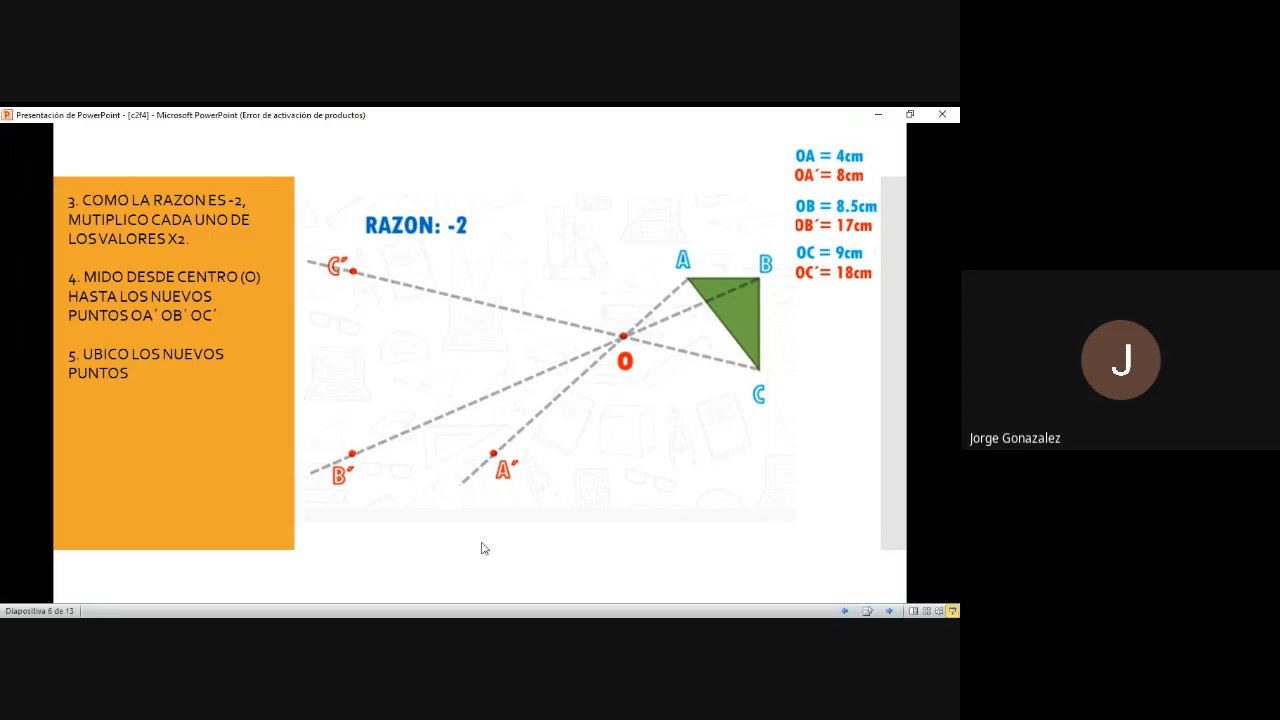 Presentación de PowerPoint - [c2f4] - Microsoft PowerPoint (Error de activación de productos)
3. COMO LA RAZON ES -2,
MUTIPLICO CADA UNO DE
LOS VALORES X2.
4. MIDO DESDE CENTRO (O)
HASTA LOS NUEVOS
PUNTOS OA´ OB´ OC´
5. UBICO LOS NUEVOS
PUNTOS
RAZON: -2
OA = 4cm
OA´= 8cm
OB = 8.5cm
OB´= 17cm
OC = 9cm
OC´= 18cm
C´
A
B
O
C
B´
A´
J
Jorge Gonazalez
Diapositiva 6 de 13